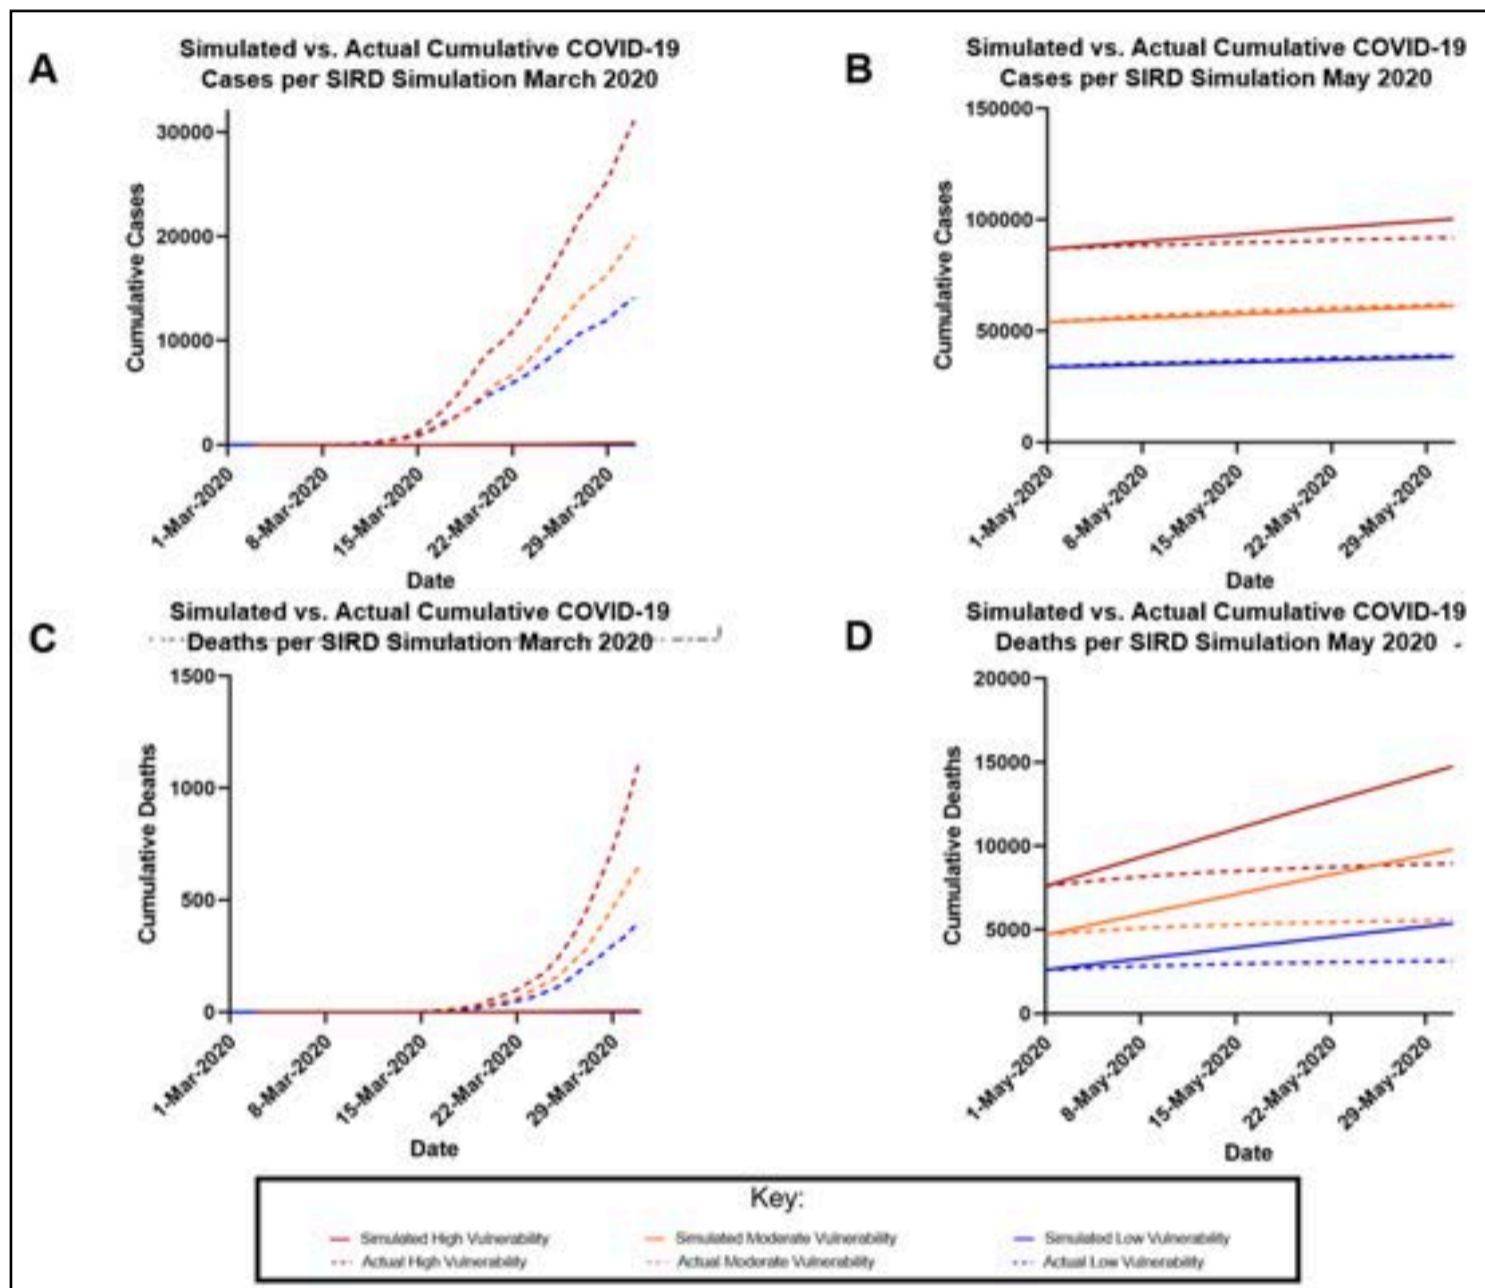 A
Simulated vs. Actual Cumulative COVID-19
Cases per SIRD Simulation March 2020
30000
20000
10000
0
Cumulative Cases
1-Mar-2020
8-Mar-2020
15-Mar-2020
22-Mar-2020
29-Mar-2020
Date
B
Simulated vs. Actual Cumulative COVID-19
Cases per SIRD Simulation May 2020
150000
100000
50000
0
Cumulative Cases
1-May-2020
8-May-2020
15-May-2020
22-May-2020
29-May-2020
Date
C
Simulated vs. Actual Cumulative COVID-19
Deaths per SIRD Simulation March 2020
1500
1000
500
0
Cumulative Deaths
1-Mar-2020
8-Mar-2020
15-Mar-2020
22-Mar-2020
29-Mar-2020
Date
D
Simulated vs. Actual Cumulative COVID-19
Deaths per SIRD Simulation May 2020
20000
15000
10000
5000
0
Cumulative Deaths
1-May-2020
8-May-2020
15-May-2020
22-May-2020
29-May-2020
Date
Key:
Simulated High Vulnerability
Simulated Moderate Vulnerability
Simulated Low Vulnerability
Actual High Vulnerability
Actual Moderate Vulnerability
Actual Low Vulnerability